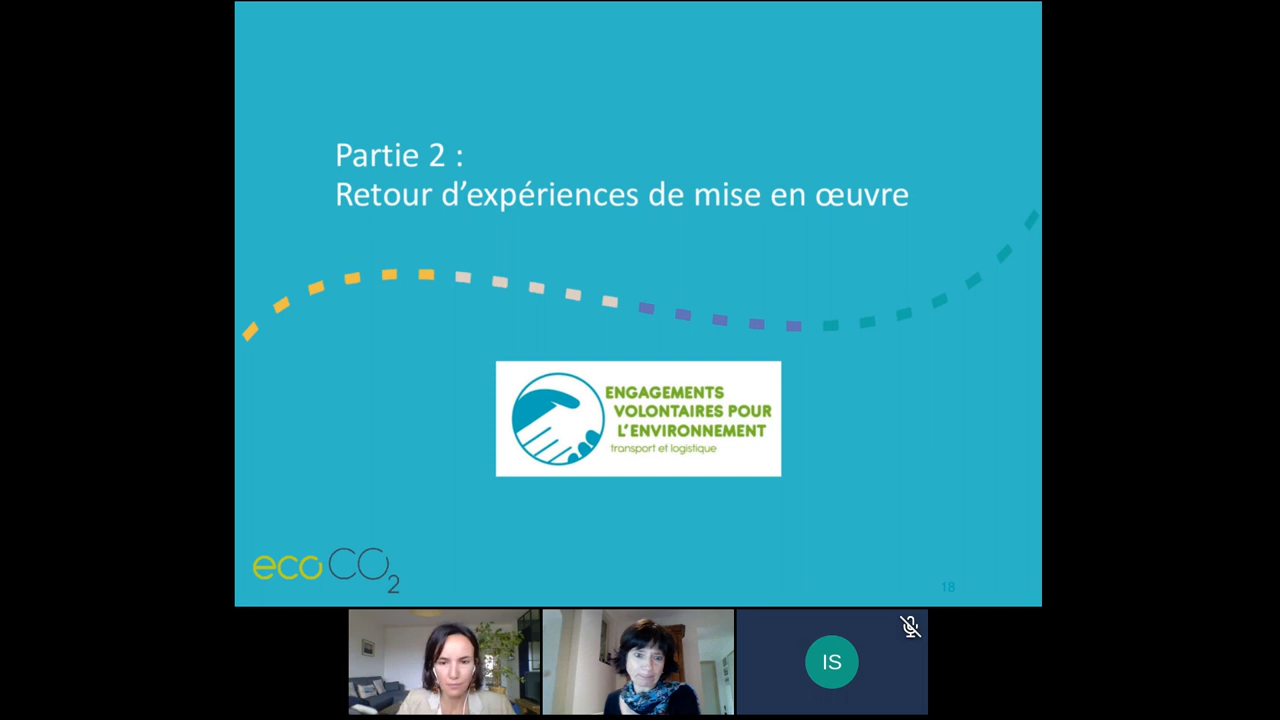 Partie 2 :
Retour d’expériences de mise en œuvre
ENGAGEMENTS
VOLONTAIRES POUR
L’ENVIRONNEMENT
transport et logistique
ecoCO2
18
IS